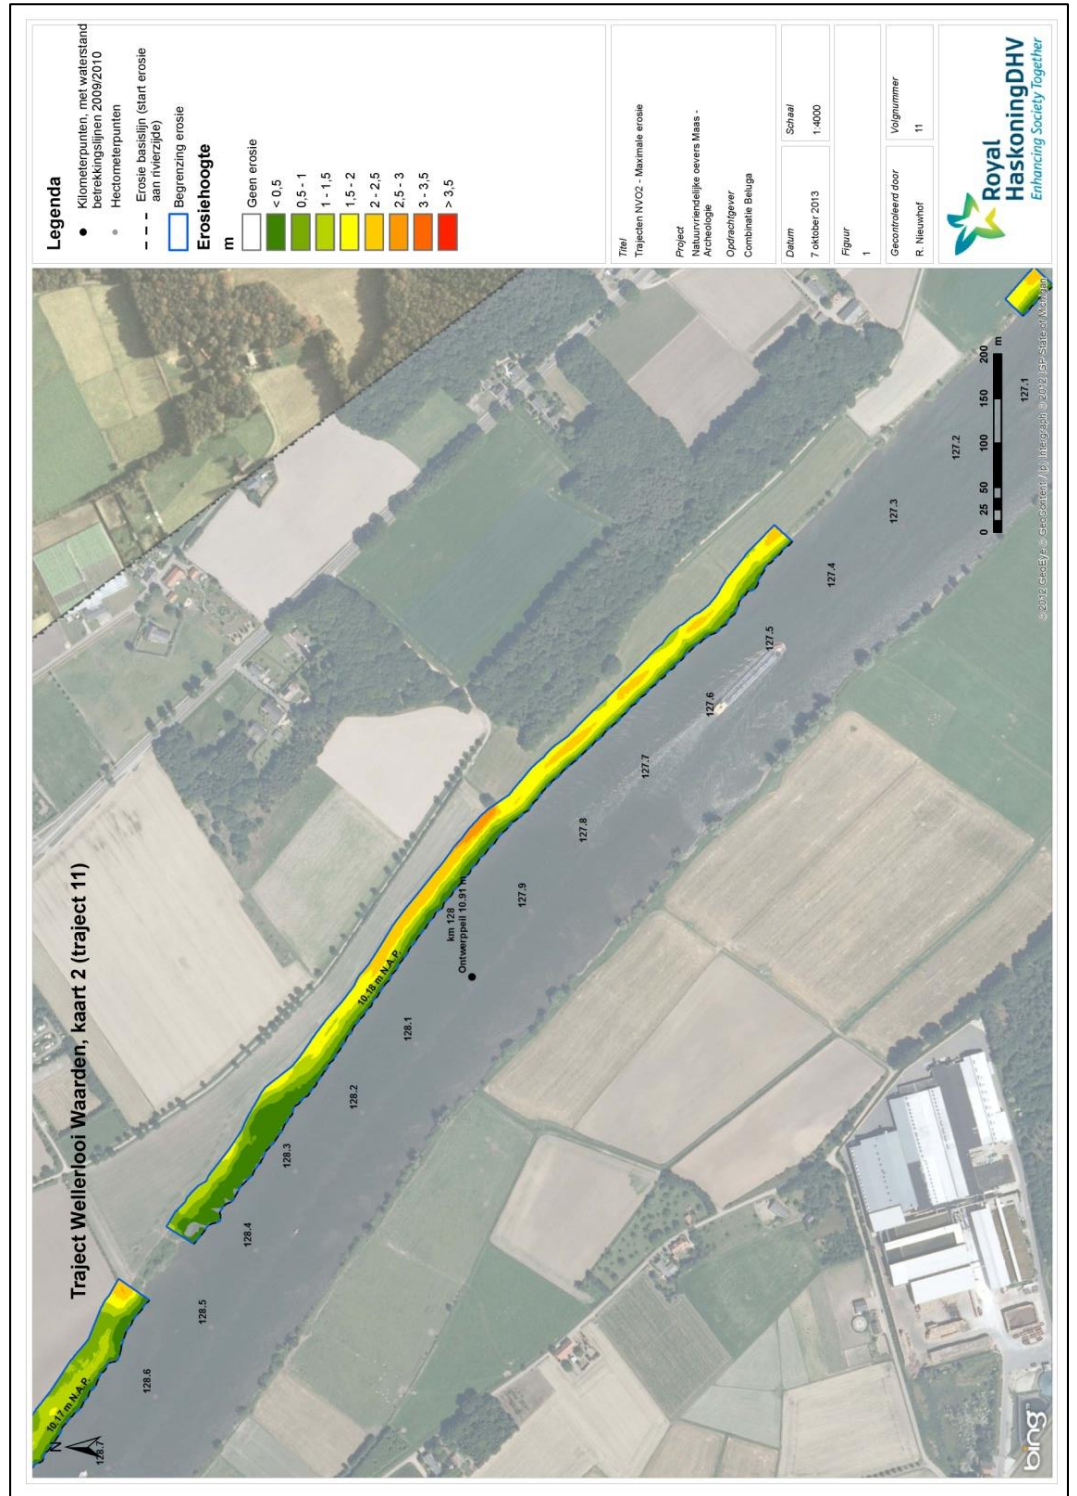 Traject Wellerlooi Waarden, kaart 2 (traject 11)
N
10.17 m N.A.P.
128.7
128.6
128.5
128.4
128.3
128.2
128.1
10.18 m N.A.P.
km 128
Ontwerppeil 10.91 m
127.9
127.8
127.7
127.6
127.5
127.4
127.3
127.2
127.1
0 25 50 100 150 200
m
bing
Legenda
Kilometerpunten, met waterstand
betrekkingslijnen 2009/2010
Hectometerpunten
Erosie basislijn (start erosie
aan rivierzijde)
Begrenzing erosie
Erosiehoogte
m
Geen erosie
< 0,5
0,5 - 1
1 - 1,5
1,5 - 2
2 - 2,5
2,5 - 3
3 - 3,5
> 3,5
Titel
Trajecten NVO2 - Maximale erosie
Project
Natuurvriendelijke oevers Maas -
Archeologie
Opdrachtgever
Combinatie Beluga
Datum
7 oktober 2013
Schaal
1:4000
Figuur
1
Gecontroleerd door
R. Nieuwhof
Volgnummer
11
Royal
HaskoningDHV
Enhancing Society Together